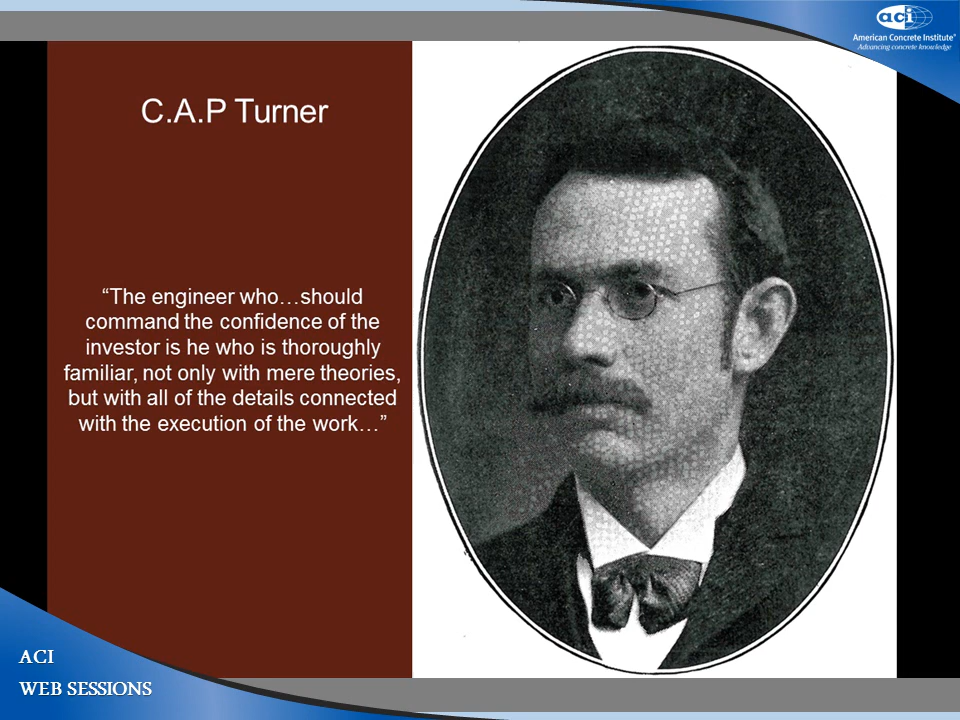 aci
American Concrete Institute®
Advancing concrete knowledge
C.A.P Turner
“The engineer who…should
command the confidence of the
investor is he who is thoroughly
familiar, not only with mere theories,
but with all of the details connected
with the execution of the work…”
ACI
WEB SESSIONS